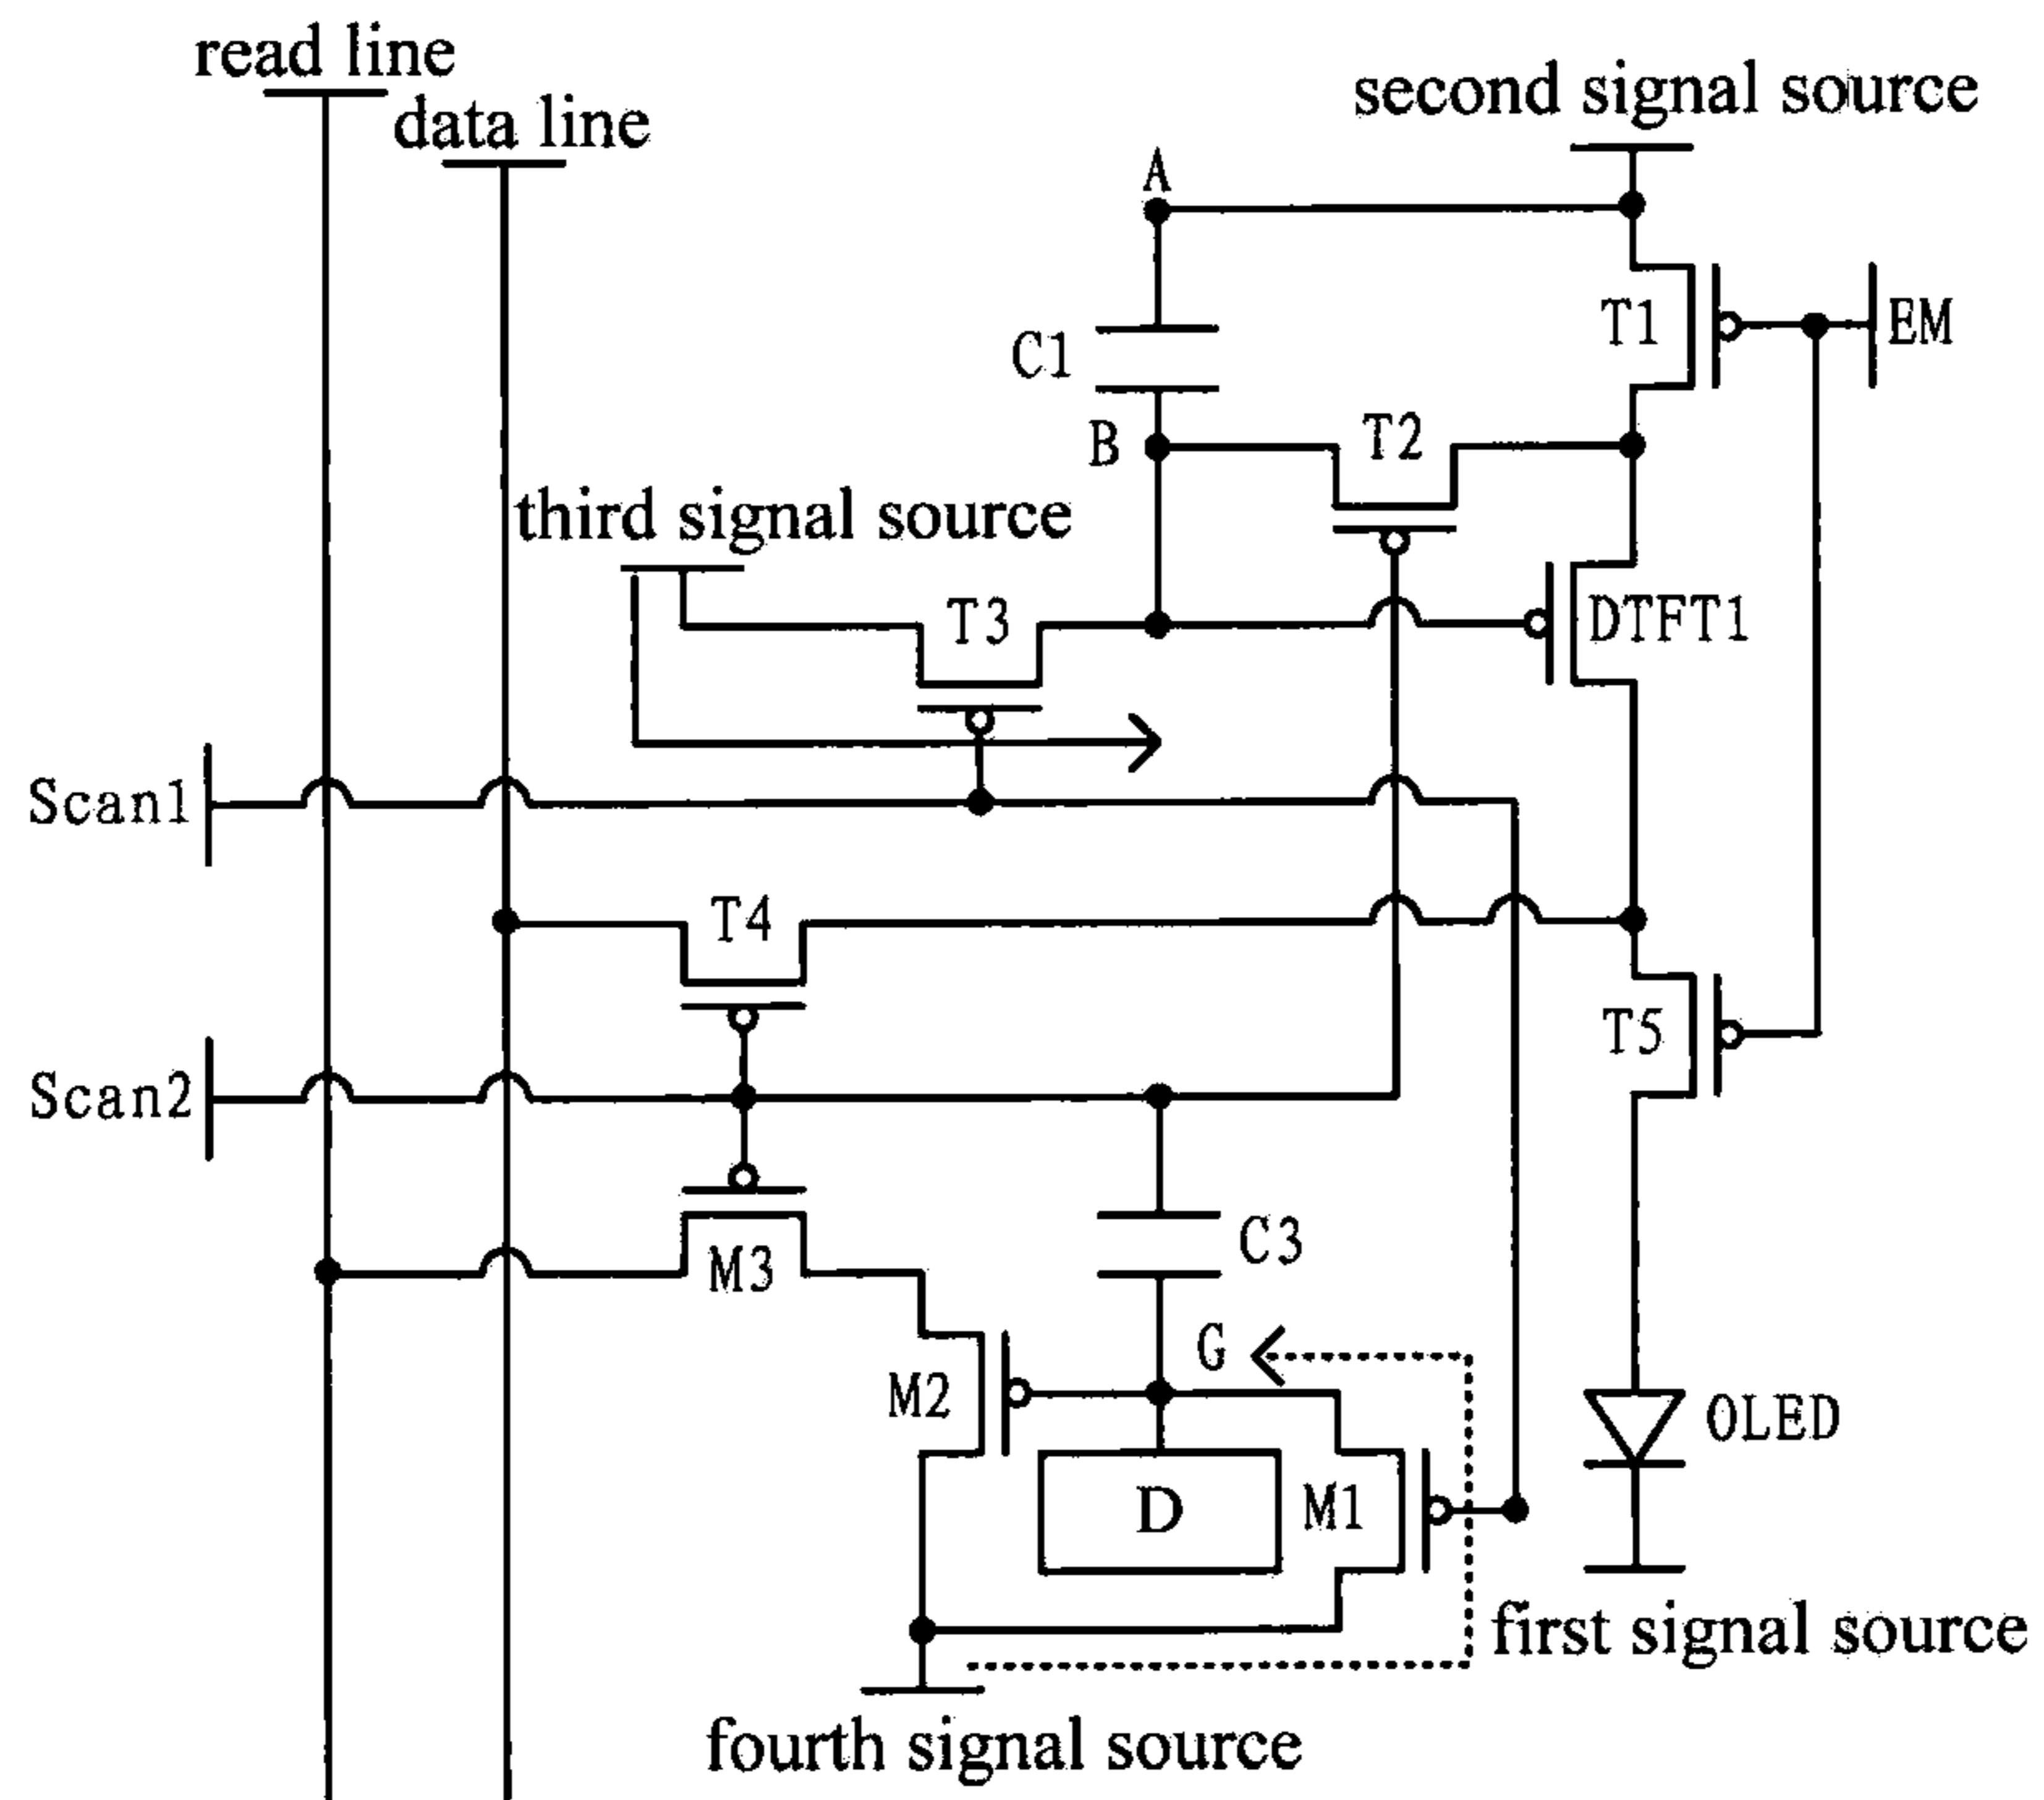 read line
data line
second signal source
A
T1
EM
C1
B
T2
third signal source
T3
DTFT1
Scan1
T4
T5
Scan2
M3
C3
G
M2
OLED
D
M1
first signal source
fourth signal source